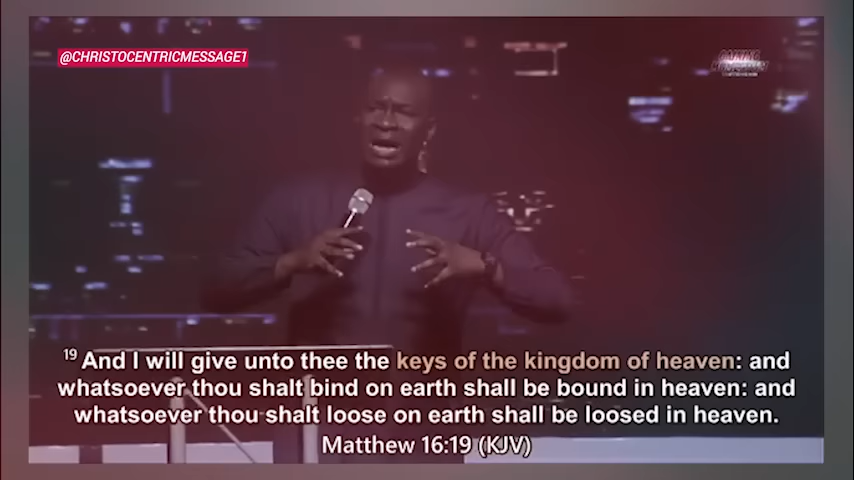 @CHRISTOCENTRICMESSAGE1
19 And I will give unto thee the keys of the kingdom of heaven: and
whatsoever thou shalt bind on earth shall be bound in heaven: and
whatsoever thou shalt loose on earth shall be loosed in heaven.
Matthew 16:19 (KJV)